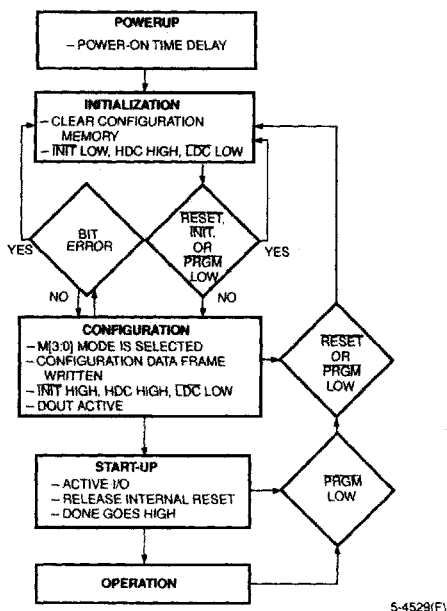 POWERUP
– POWER-ON TIME DELAY
INITIALIZATION
– CLEAR CONFIGURATION
MEMORY
– INIT LOW, HDC HIGH, LDC LOW
BIT
ERROR
YES
NO
RESET,
INIT,
OR
PRGM
LOW
YES
NO
CONFIGURATION
– M[3:0] MODE IS SELECTED
– CONFIGURATION DATA FRAME
WRITTEN
– INIT HIGH, HDC HIGH, LDC LOW
– DOUT ACTIVE
RESET
OR
PRGM
LOW
START-UP
– ACTIVE I/O
– RELEASE INTERNAL RESET
– DONE GOES HIGH
PRGM
LOW
OPERATION
5-4529(F)